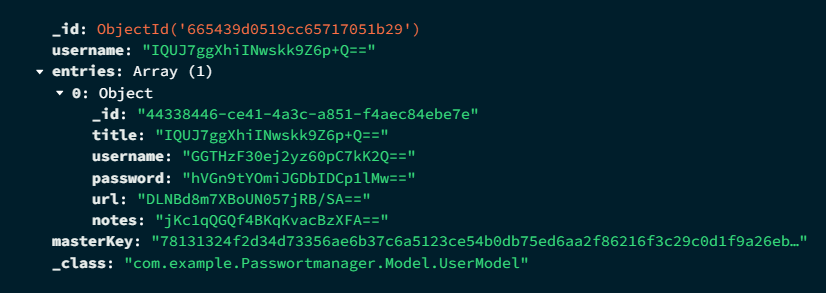 _id: ObjectId('665439d0519cc65717051b29')
username: "IQUJ7ggXhiINwskk9Z6p+Q=="
entries: Array (1)
0: Object
_id: "44338446-ce41-4a3c-a851-f4aec84ebe7e"
title: "IQUJ7ggXhiINwskk9Z6p+Q=="
username: "GGTHzF30ej2yz60pC7kK2Q=="
password: "hVGn9tYOmiJGDbIDCp1lMw=="
url: "DLNBd8m7XBoUN057jRB/SA=="
notes: "jKc1qQGQf4BKqKvacBzXFA=="
masterKey: "78131324f2d34d73356ae6b37c6a5123ce54b0db75ed6aa2f86216f3c29c0d1f9a26eb…"
_class: "com.example.Passwortmanager.Model.UserModel"